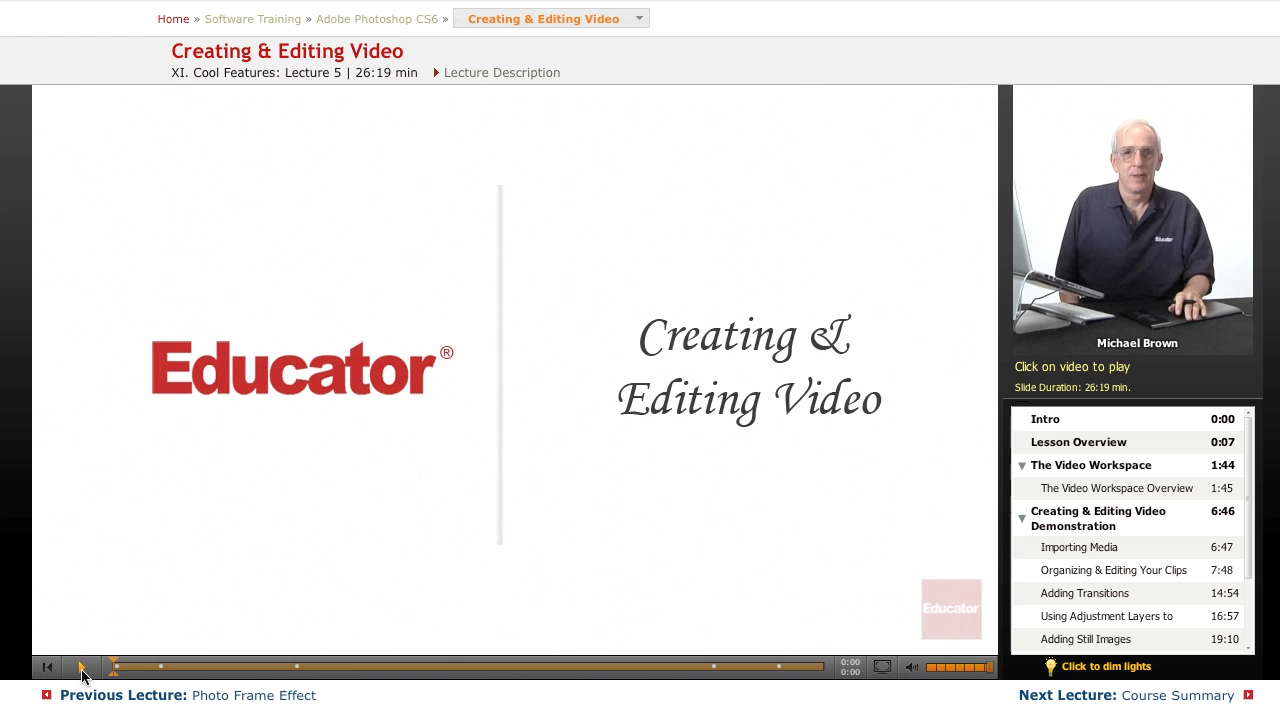 Home » Software Training » Adobe Photoshop CS6 » Creating & Editing Video
Creating & Editing Video
XI. Cool Features: Lecture 5 | 26:19 min Lecture Description
Educator®
Creating &
Editing Video
Educator
Educator
Michael Brown
Click on video to play
Slide Duration: 26:19 min.
Intro 0:00
Lesson Overview 0:07
The Video Workspace 1:44
The Video Workspace Overview 1:45
Creating & Editing Video 6:46
Demonstration
Importing Media 6:47
Organizing & Editing Your Clips 7:48
Adding Transitions 14:54
Using Adjustment Layers to 16:57
Adding Still Images 19:10
0:00
0:00
Click to dim lights
Previous Lecture: Photo Frame Effect
Next Lecture: Course Summary